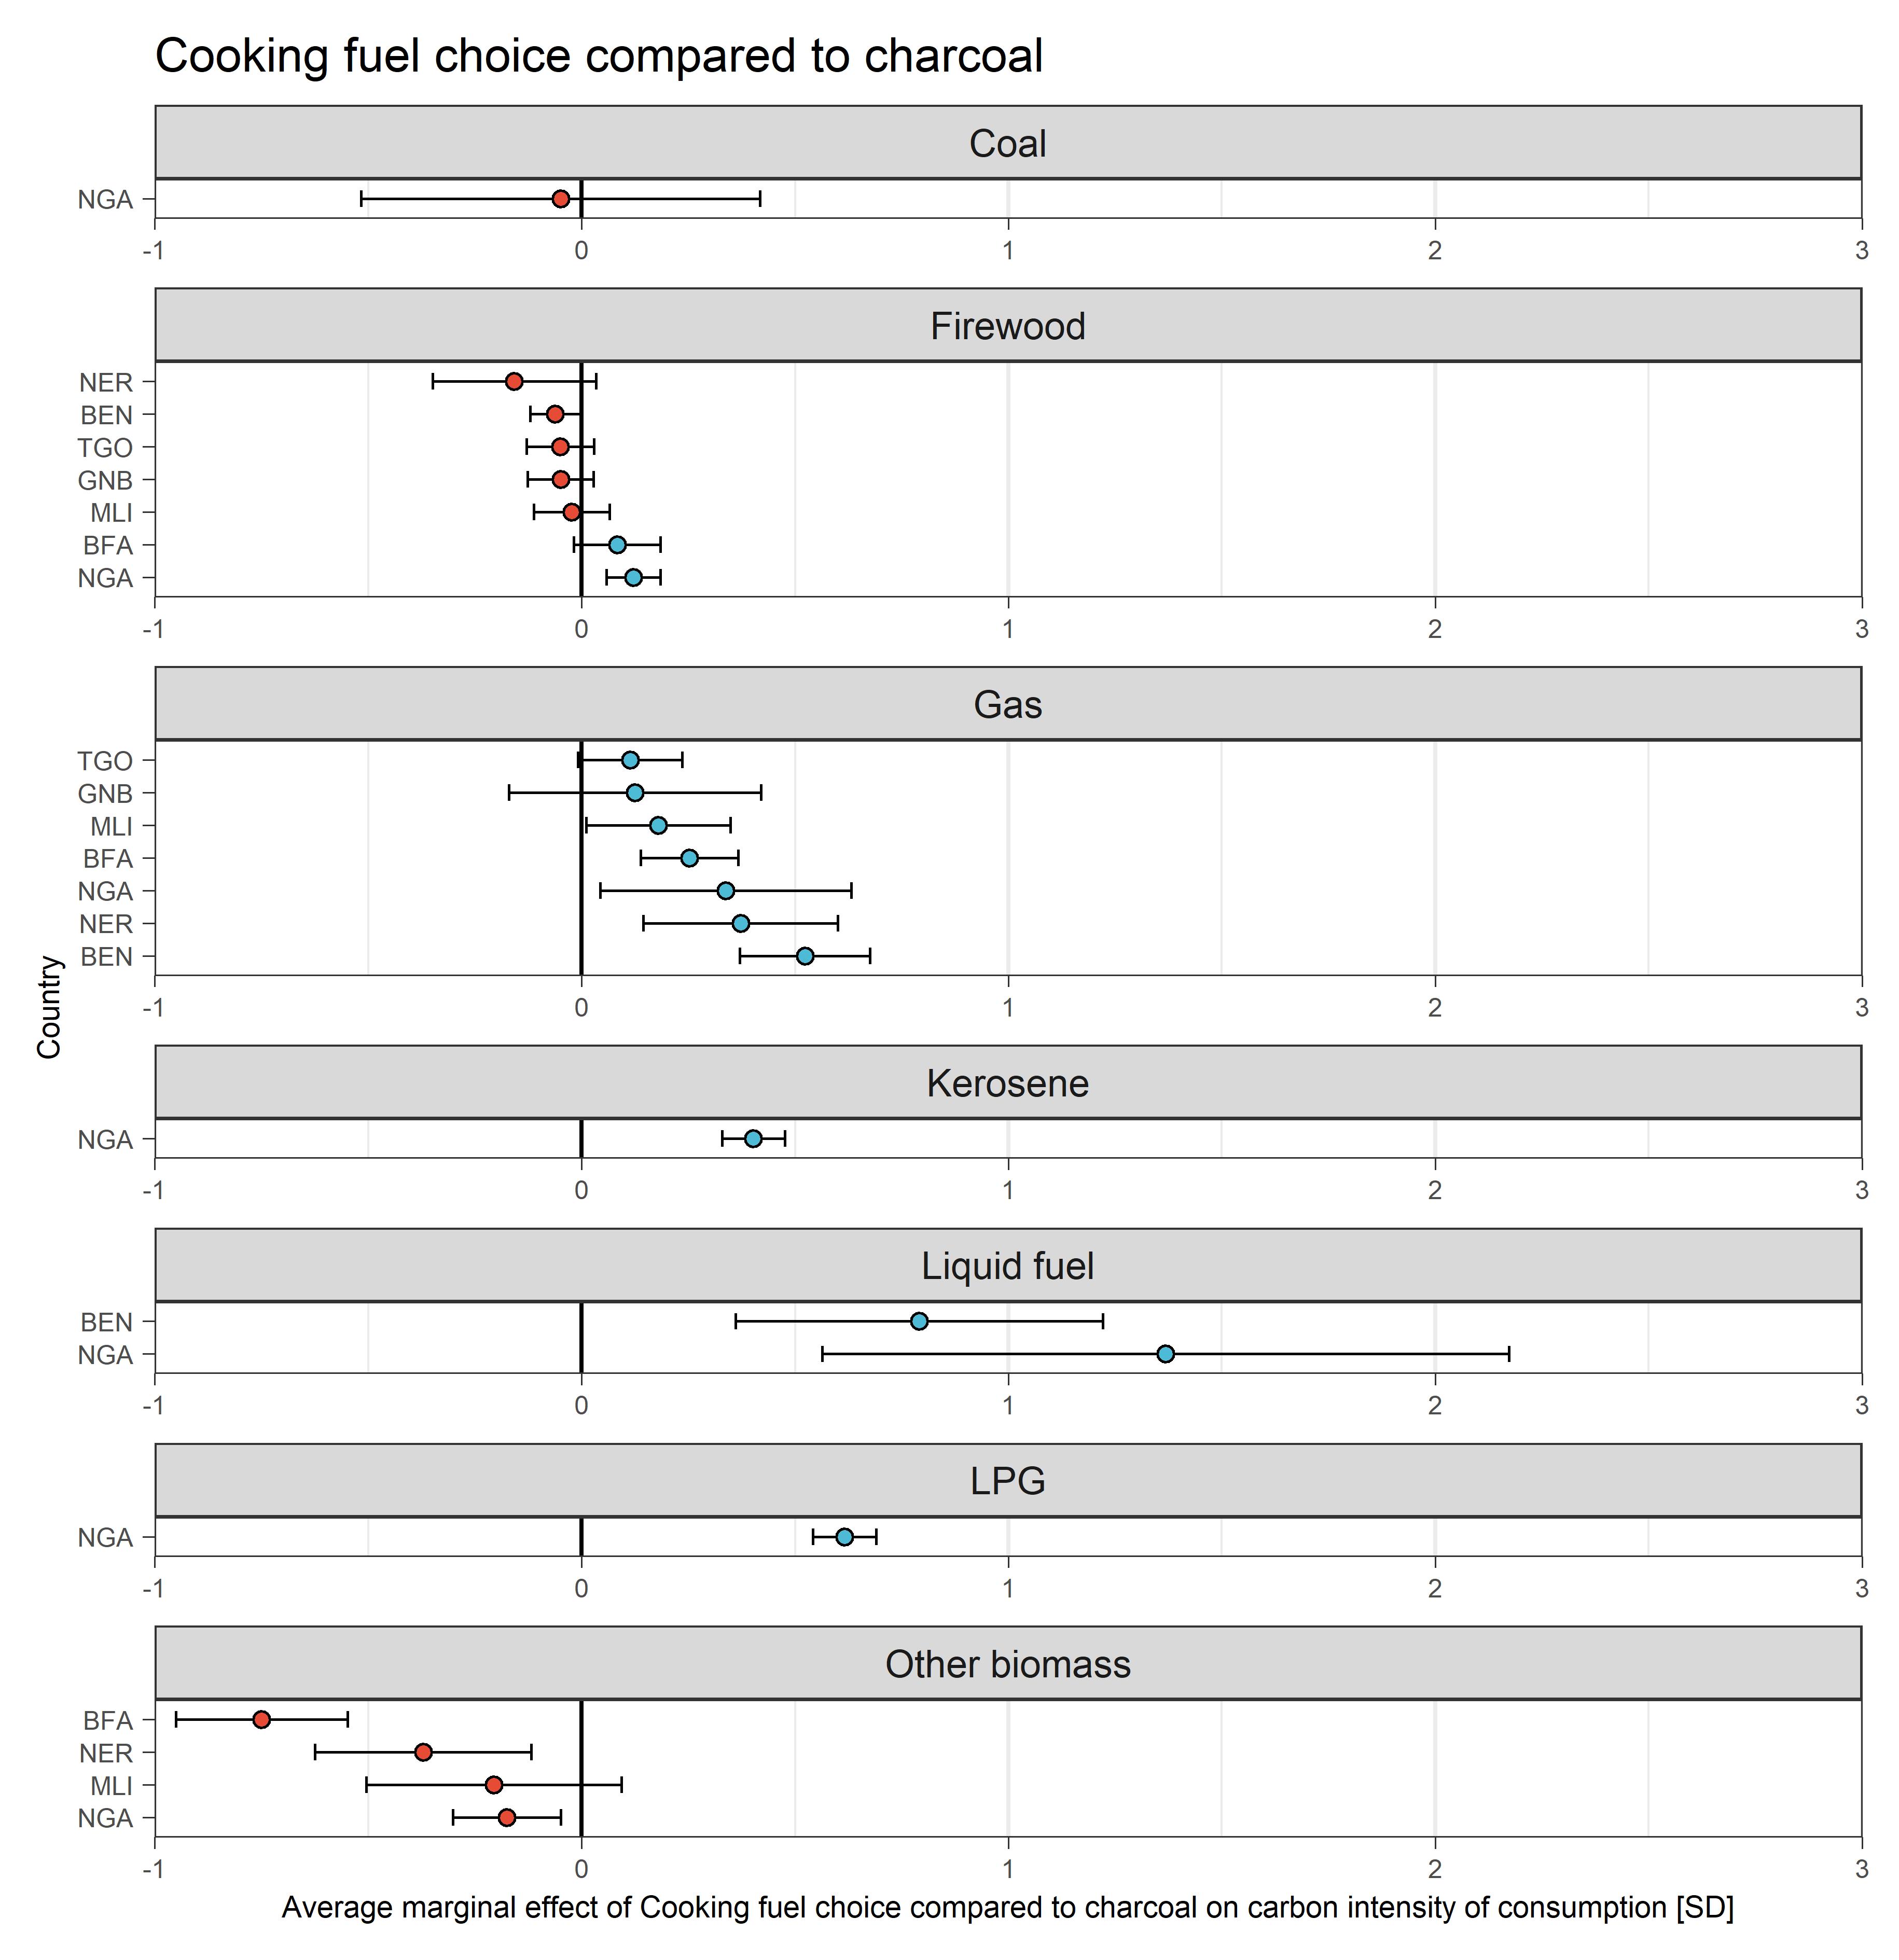 Cooking fuel choice compared to charcoal
Coal
NGA
-1 0 1 2 3
Firewood
NER
BEN
TGO
GNB
MLI
BFA
NGA
-1 0 1 2 3
Gas
TGO
GNB
MLI
BFA
NGA
NER
BEN
-1 0 1 2 3
Country
Kerosene
NGA
-1 0 1 2 3
Liquid fuel
BEN
NGA
-1 0 1 2 3
LPG
NGA
-1 0 1 2 3
Other biomass
BFA
NER
MLI
NGA
-1 0 1 2 3
Average marginal effect of Cooking fuel choice compared to charcoal on carbon intensity of consumption [SD]